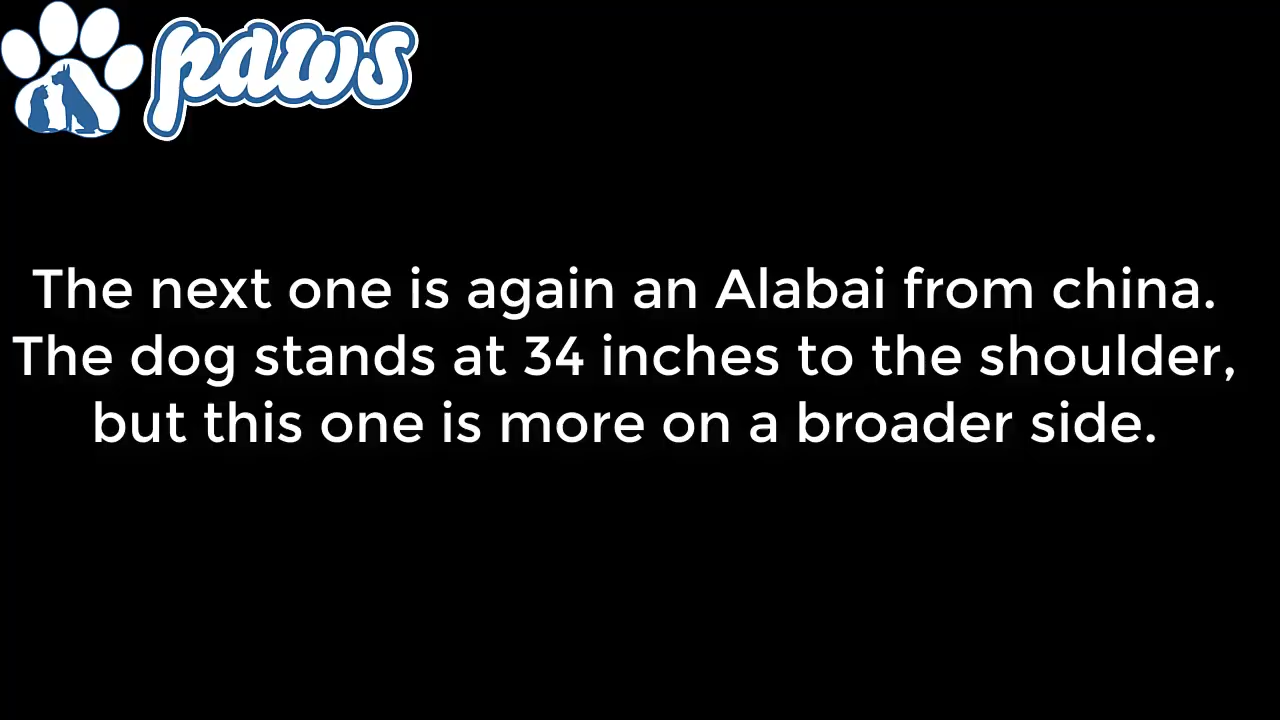 paws
The next one is again an Alabai from china.
The dog stands at 34 inches to the shoulder,
but this one is more on a broader side.